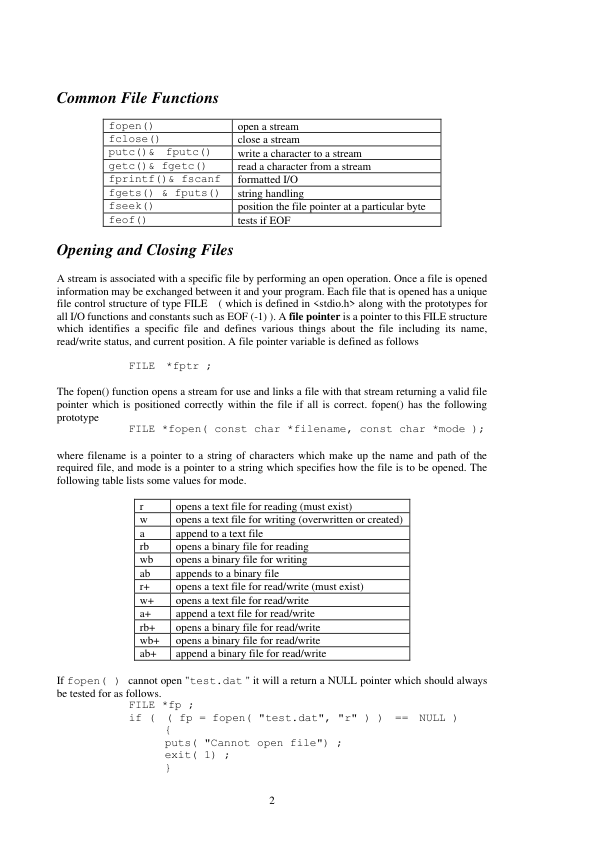 Common File Functions
fopen() open a stream
fclose() close a stream
putc()& fputc() write a character to a stream
getc()& fgetc() read a character from a stream
fprintf()& fscanf formatted I/O
fgets() & fputs() string handling
fseek() position the file pointer at a particular byte
feof() tests if EOF
Opening and Closing Files
A stream is associated with a specific file by performing an open operation. Once a file is opened
information may be exchanged between it and your program. Each file that is opened has a unique
file control structure of type FILE ( which is defined in <stdio.h> along with the prototypes for
all I/O functions and constants such as EOF (-1) ). A file pointer is a pointer to this FILE structure
which identifies a specific file and defines various things about the file including its name,
read/write status, and current position. A file pointer variable is defined as follows
FILE *fptr ;
The fopen() function opens a stream for use and links a file with that stream returning a valid file
pointer which is positioned correctly within the file if all is correct. fopen() has the following
prototype
FILE *fopen( const char *filename, const char *mode );
where filename is a pointer to a string of characters which make up the name and path of the
required file, and mode is a pointer to a string which specifies how the file is to be opened. The
following table lists some values for mode.
r opens a text file for reading (must exist)
w opens a text file for writing (overwritten or created)
a append to a text file
rb opens a binary file for reading
wb opens a binary file for writing
ab appends to a binary file
r+ opens a text file for read/write (must exist)
w+ opens a text file for read/write
a+ append a text file for read/write
rb+ opens a binary file for read/write
wb+ opens a binary file for read/write
ab+ append a binary file for read/write
If fopen( ) cannot open "test.dat " it will a return a NULL pointer which should always
be tested for as follows.
FILE *fp ;
if ( ( fp = fopen( "test.dat", "r" ) ) == NULL )
{
puts( "Cannot open file") ;
exit( 1) ;
}
2